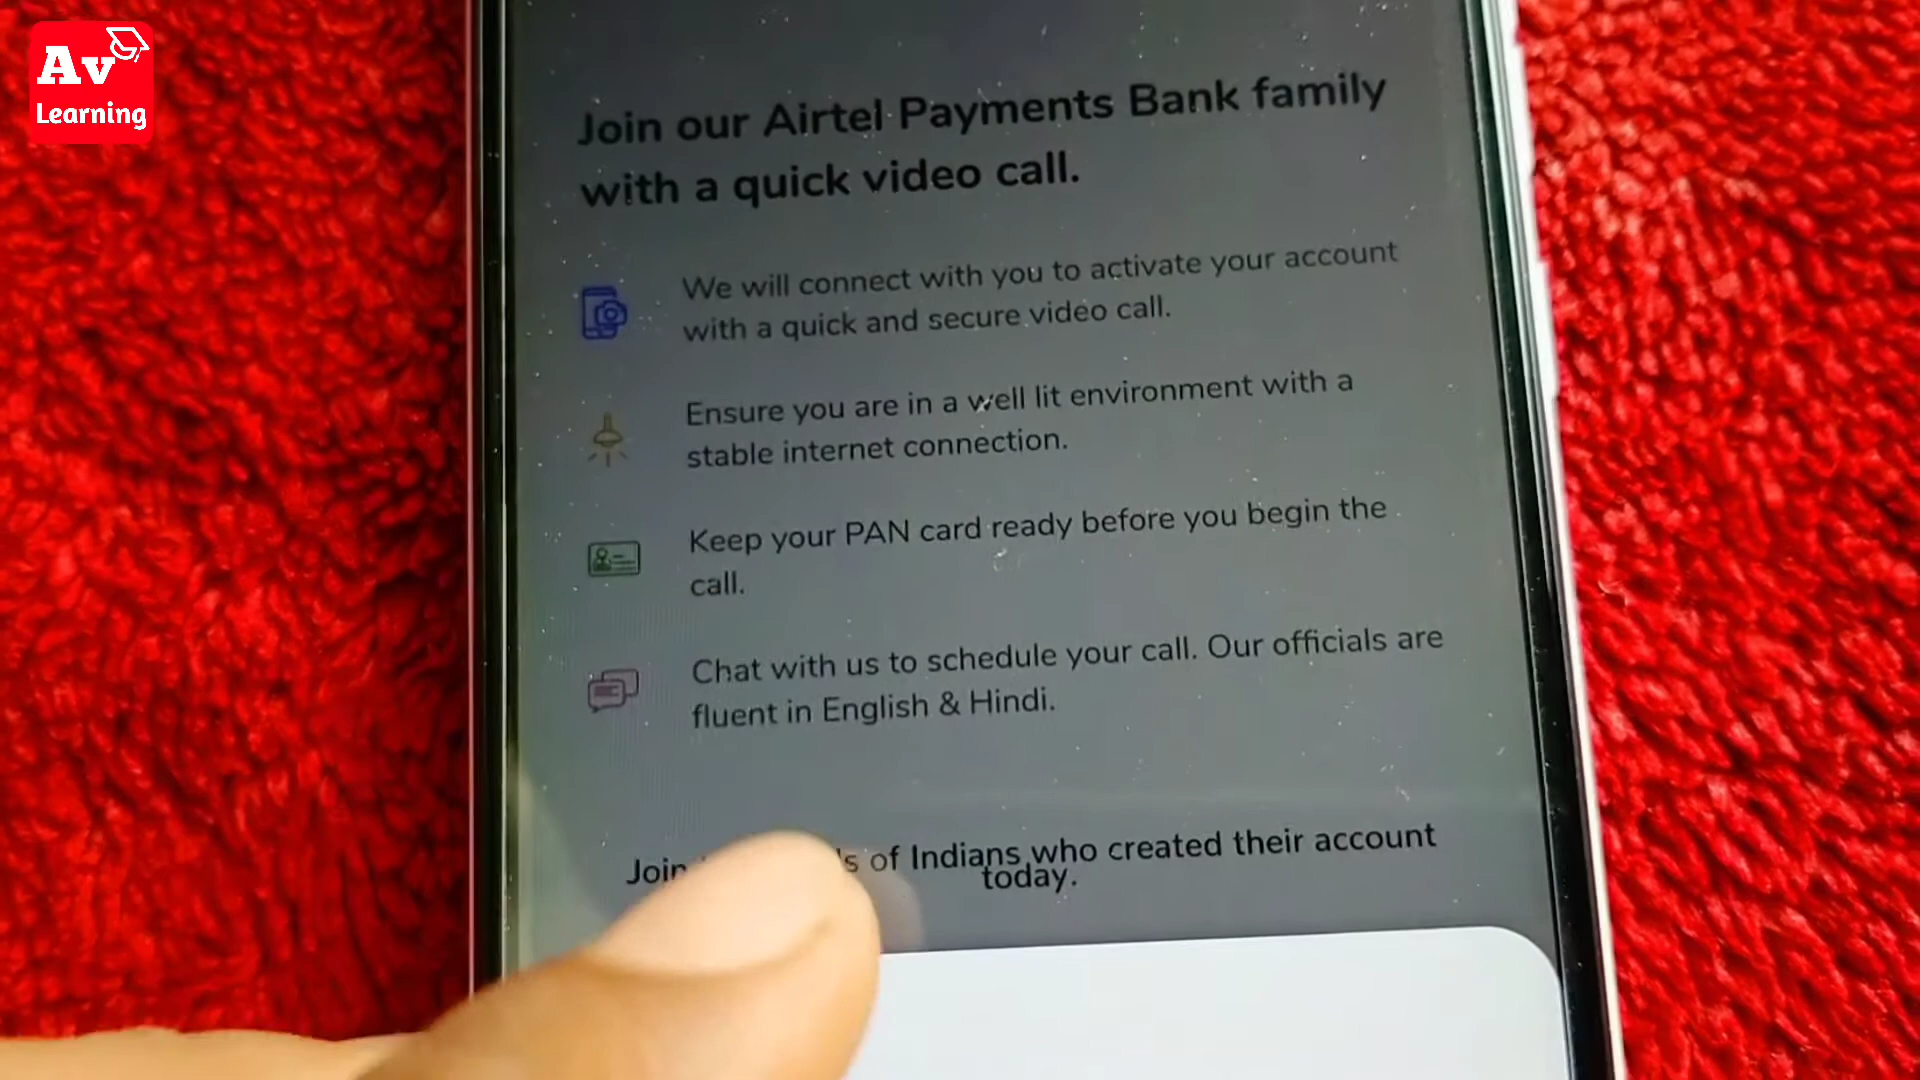 Av
Learning
Join our Airtel Payments Bank family
with a quick video call.
We will connect with you to activate your account
with a quick and secure video call.
Ensure you are in a well lit environment with a
stable internet connection.
Keep your PAN card ready before you begin the
call.
Chat with us to schedule your call. Our officials are
fluent in English & Hindi.
Join of Indians who created their account
today.